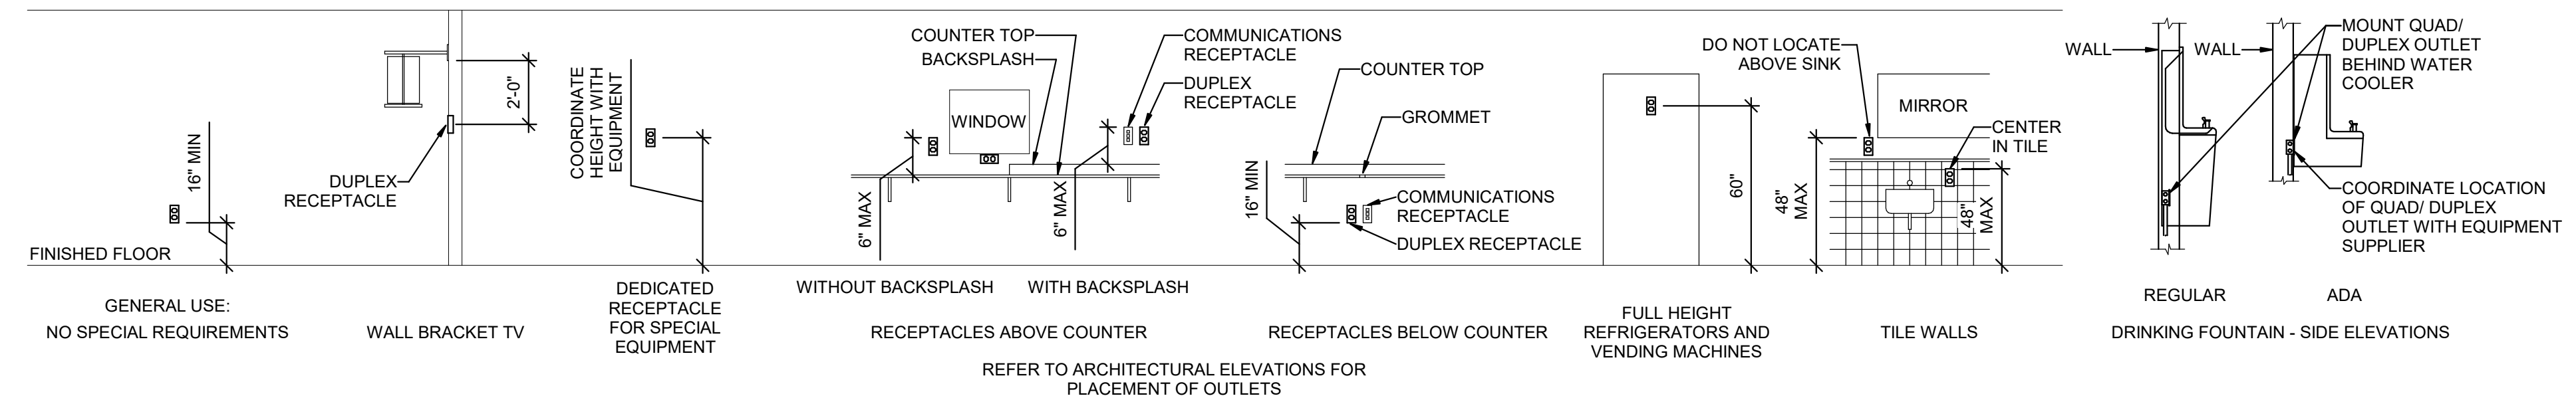 FINISHED FLOOR
16" MIN
GENERAL USE:
NO SPECIAL REQUIREMENTS
2'-0"
DUPLEX
RECEPTACLE
WALL BRACKET TV
COORDINATE
HEIGHT WITH
EQUIPMENT
DEDICATED
RECEPTACLE
FOR SPECIAL
EQUIPMENT
COUNTER TOP
BACKSPLASH
WINDOW
COMMUNICATIONS
RECEPTACLE
DUPLEX
RECEPTACLE
6" MAX
6" MAX
WITHOUT BACKSPLASH
WITH BACKSPLASH
RECEPTACLES ABOVE COUNTER
COUNTER TOP
GROMMET
16" MIN
COMMUNICATIONS
RECEPTACLE
DUPLEX RECEPTACLE
RECEPTACLES BELOW COUNTER
REFER TO ARCHITECTURAL ELEVATIONS FOR
PLACEMENT OF OUTLETS
60"
FULL HEIGHT
REFRIGERATORS AND
VENDING MACHINES
DO NOT LOCATE
ABOVE SINK
MIRROR
CENTER
IN TILE
48"
MAX
48"
MAX
TILE WALLS
WALL
WALL
MOUNT QUAD/
DUPLEX OUTLET
BEHIND WATER
COOLER
COORDINATE LOCATION
OF QUAD/ DUPLEX
OUTLET WITH EQUIPMENT
SUPPLIER
REGULAR
ADA
DRINKING FOUNTAIN - SIDE ELEVATIONS